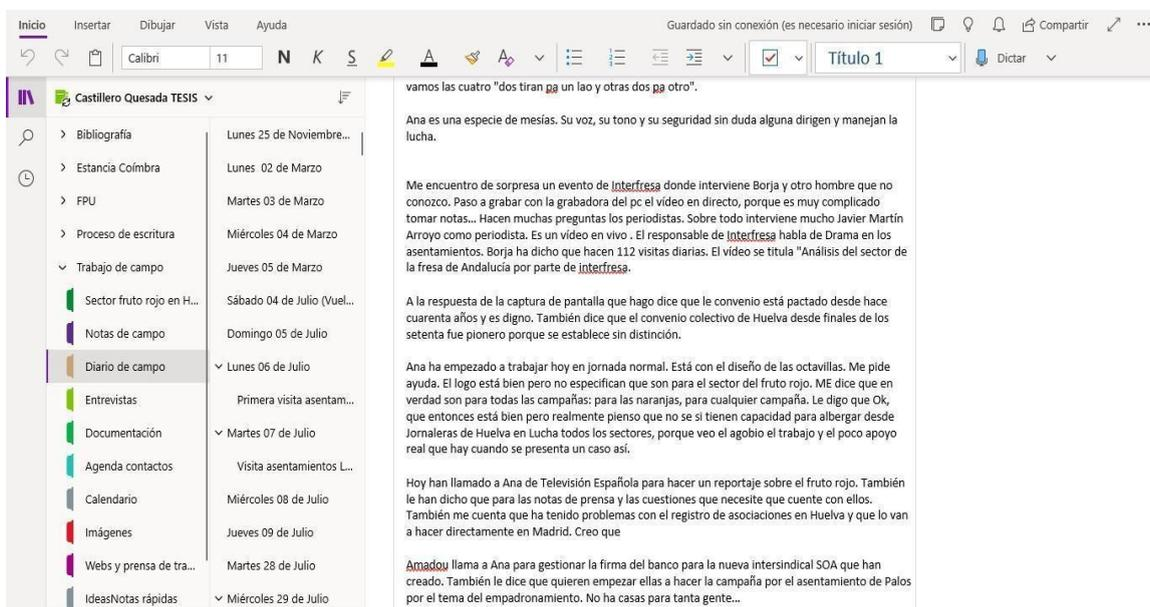 Inicio Insertar Dibujar Vista Ayuda Guardado sin conexión (es necesario iniciar sesión) Compartir
Calibri 11 N K S A A Título 1 Dictar
Castillero Quesada TESIS
Bibliografía
Estancia Coímbra
FPU
Proceso de escritura
Trabajo de campo
Sector fruto rojo en H...
Notas de campo
Diario de campo
Entrevistas
Documentación
Agenda contactos
Calendario
Imágenes
Webs y prensa de tra...
IdeasNotas rápidas
Lunes 25 de Noviembre...
Lunes 02 de Marzo
Martes 03 de Marzo
Miércoles 04 de Marzo
Jueves 05 de Marzo
Sábado 04 de Julio (Vuel...
Domingo 05 de Julio
Lunes 06 de Julio
Primera visita asentam...
Martes 07 de Julio
Visita asentamientos L...
Miércoles 08 de Julio
Jueves 09 de Julio
Martes 28 de Julio
Miércoles 29 de Julio
vamos las cuatro "dos tiran pa un lao y otras dos pa otro".
Ana es una especie de mesías. Su voz, su tono y su seguridad sin duda alguna dirigen y manejan la
lucha.
Me encuentro de sorpresa un evento de Interfresa donde interviene Borja y otro hombre que no
conozco. Paso a grabar con la grabadora del pc el vídeo en directo, porque es muy complicado
tomar notas... Hacen muchas preguntas los periodistas. Sobre todo interviene mucho Javier Martín
Arroyo como periodista. Es un vídeo en vivo . El responsable de Interfresa habla de Drama en los
asentamientos. Borja ha dicho que hacen 112 visitas diarias. El vídeo se titula "Análisis del sector de
la fresa de Andalucía por parte de interfresa.
A la respuesta de la captura de pantalla que hago dice que le convenio está pactado desde hace
cuarenta años y es digno. También dice que el convenio colectivo de Huelva desde finales de los
setenta fue pionero porque se establece sin distinción.
Ana ha empezado a trabajar hoy en jornada normal. Está con el diseño de las octavillas. Me pide
ayuda. El logo está bien pero no especifican que son para el sector del fruto rojo. ME dice que en
verdad son para todas las campañas: para las naranjas, para cualquier campaña. Le digo que Ok,
que entonces está bien pero realmente pienso que no se si tienen capacidad para albergar desde
Jornaleras de Huelva en Lucha todos los sectores, porque veo el agobio el trabajo y el poco apoyo
real que hay cuando se presenta un caso así.
Hoy han llamado a Ana de Televisión Española para hacer un reportaje sobre el fruto rojo. También
le han dicho que para las notas de prensa y las cuestiones que necesite que cuente con ellos.
También me cuenta que ha tenido problemas con el registro de asociaciones en Huelva y que lo van
a hacer directamente en Madrid. Creo que
Amadou llama a Ana para gestionar la firma del banco para la nueva intersindical SOA que han
creado. También le dice que quieren empezar ellas a hacer la campaña por el asentamiento de Palos
por el tema del empadronamiento. No ha casas para tanta gente...